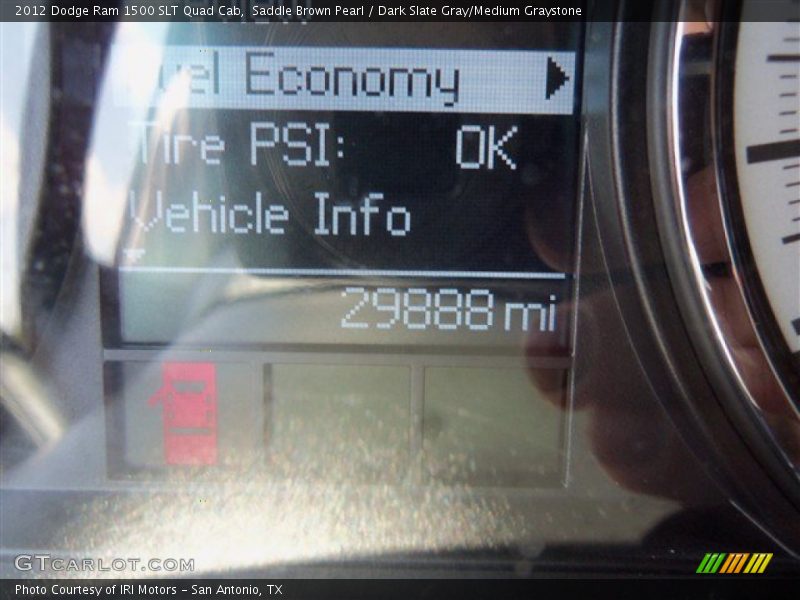 2012 Dodge Ram 1500 SLT Quad Cab, Saddle Brown Pearl / Dark Slate Gray/Medium Graystone
Fuel Economy
Tire PSI: OK
Vehicle Info
29888 mi
GTCARLOT.COM
Photo Courtesy of IRI Motors - San Antonio, TX